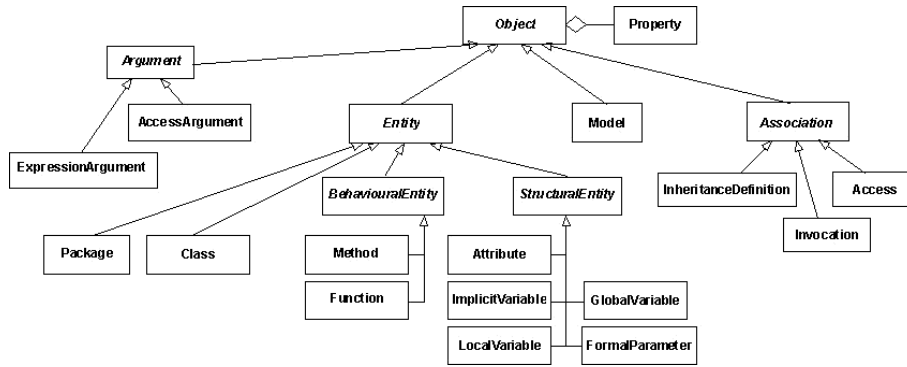 Object
Property
Argument
AccessArgument
ExpressionArgument
Entity
Model
Association
InheritanceDefinition
Access
Invocation
BehaviouralEntity
StructuralEntity
Package
Class
Method
Function
Attribute
ImplicitVariable
GlobalVariable
LocalVariable
FormalParameter